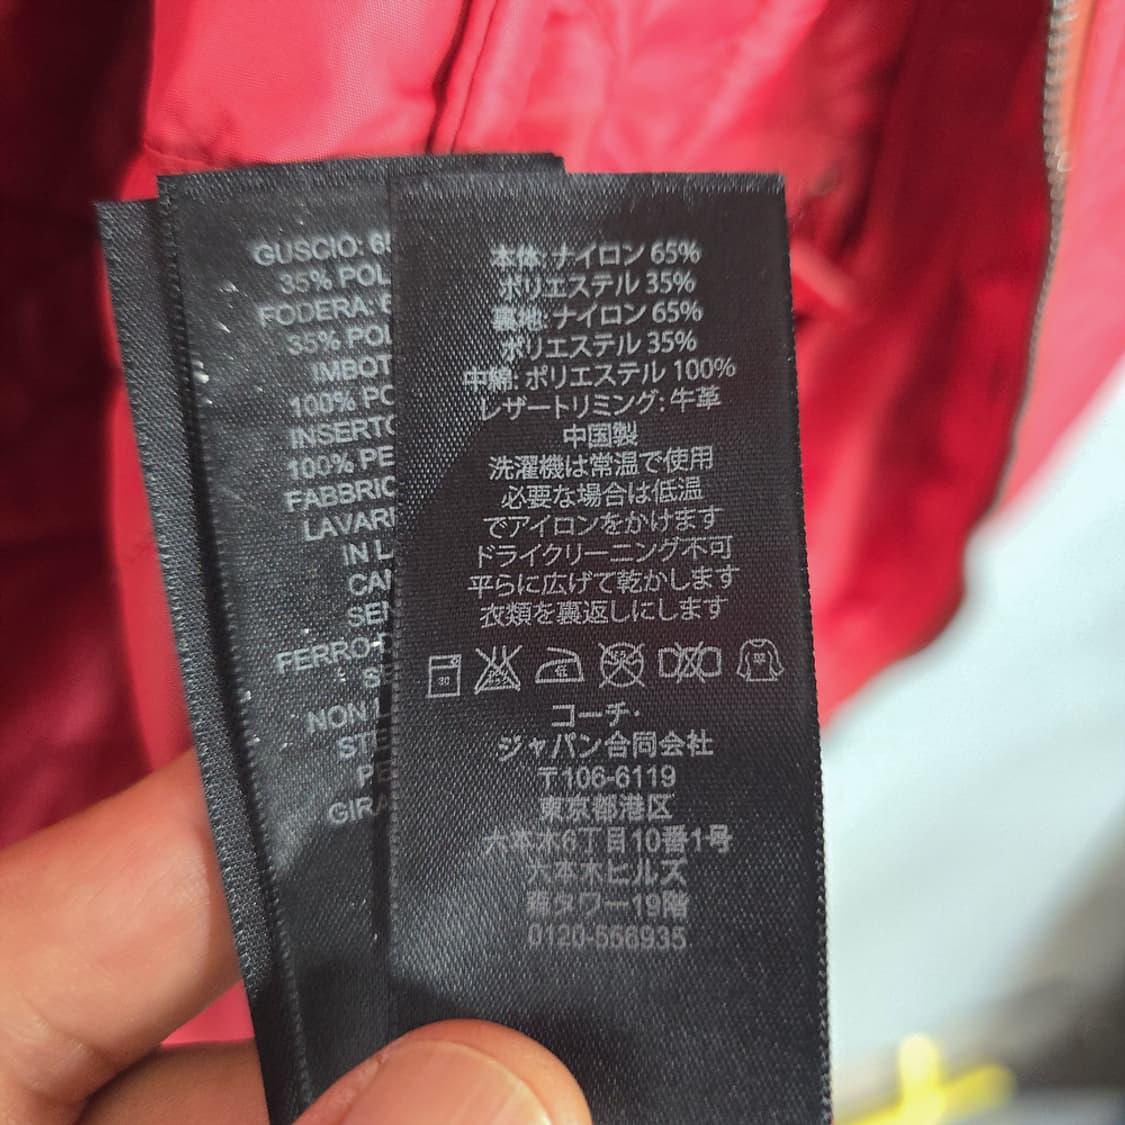 GUSCIO: 65
35% POL
FODERA: 6
35% POL
IMBOT
100% PO
INSERTO
100% PE
FABBRIC
LAVAR
IN L
CAN
SEN
FERRO
NON
STE
PE
GIRA
本体: ナイロン 65%
ポリエステル 35%
裏地: ナイロン 65%
ポリエステル 35%
中綿: ポリエステル 100%
レザートリミング: 牛革
中国製
洗濯機は常温で使用
必要な場合は低温
でアイロンをかけます
ドライクリーニング不可
平らに広げて乾かします
衣類を裏返しにします
コーチ・
ジャパン合同会社
〒106-6119
東京都港区
六本木6丁目10番1号
六本木ヒルズ
森タワー19階
0120-556935